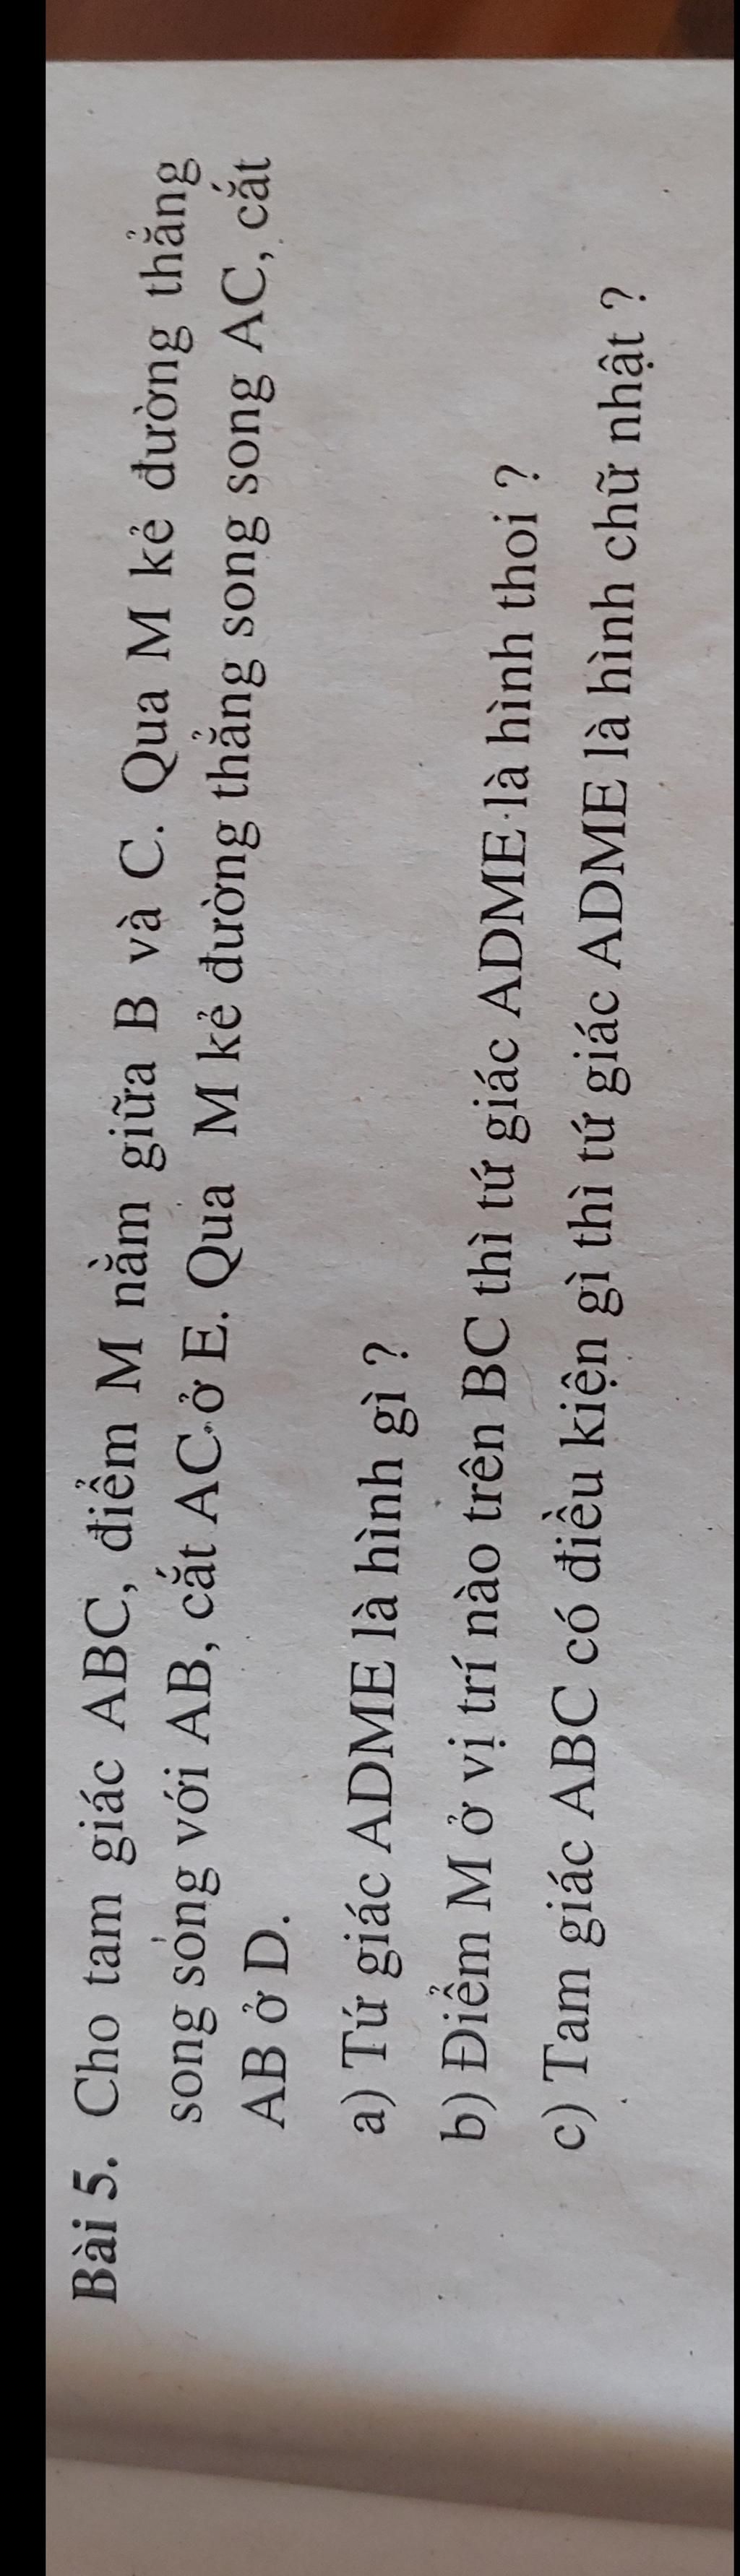 Bài 5. Cho tam giác ABC, điểm M nằm giữa B và C. Qua M kẻ đường thẳng
song song với AB, cắt AC ở E. Qua M kẻ đường thẳng song song AC, cắt
AB ở D.
a) Tứ giác ADME là hình gì ?
b) Điểm M ở vị trí nào trên BC thì tứ giác ADME là hình thoi ?
c) Tam giác ABC có điều kiện gì thì tứ giác ADME là hình chữ nhật ?